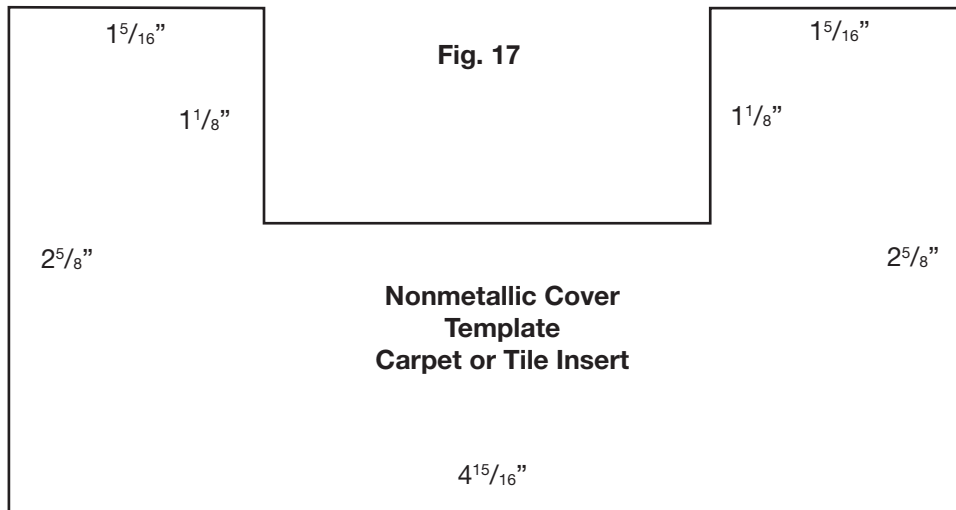 1⁵/₁₆”
1⁵/₁₆”
Fig. 17
1¹/₈”
1¹/₈”
2⁵/₈”
2⁵/₈”
Nonmetallic Cover
Template
Carpet or Tile Insert
4¹⁵/₁₆”